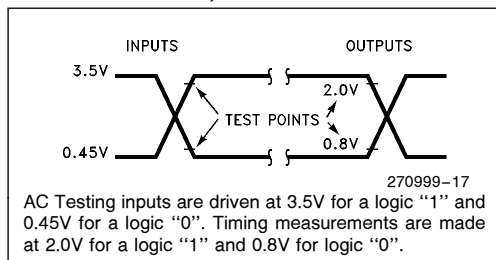 INPUTS OUTPUTS
3.5V 2.0V
TEST POINTS
0.45V 0.8V
270999–17
AC Testing inputs are driven at 3.5V for a logic ‘‘1’’ and
0.45V for a logic ‘‘0’’. Timing measurements are made
at 2.0V for a logic ‘‘1’’ and 0.8V for logic ‘‘0’’.